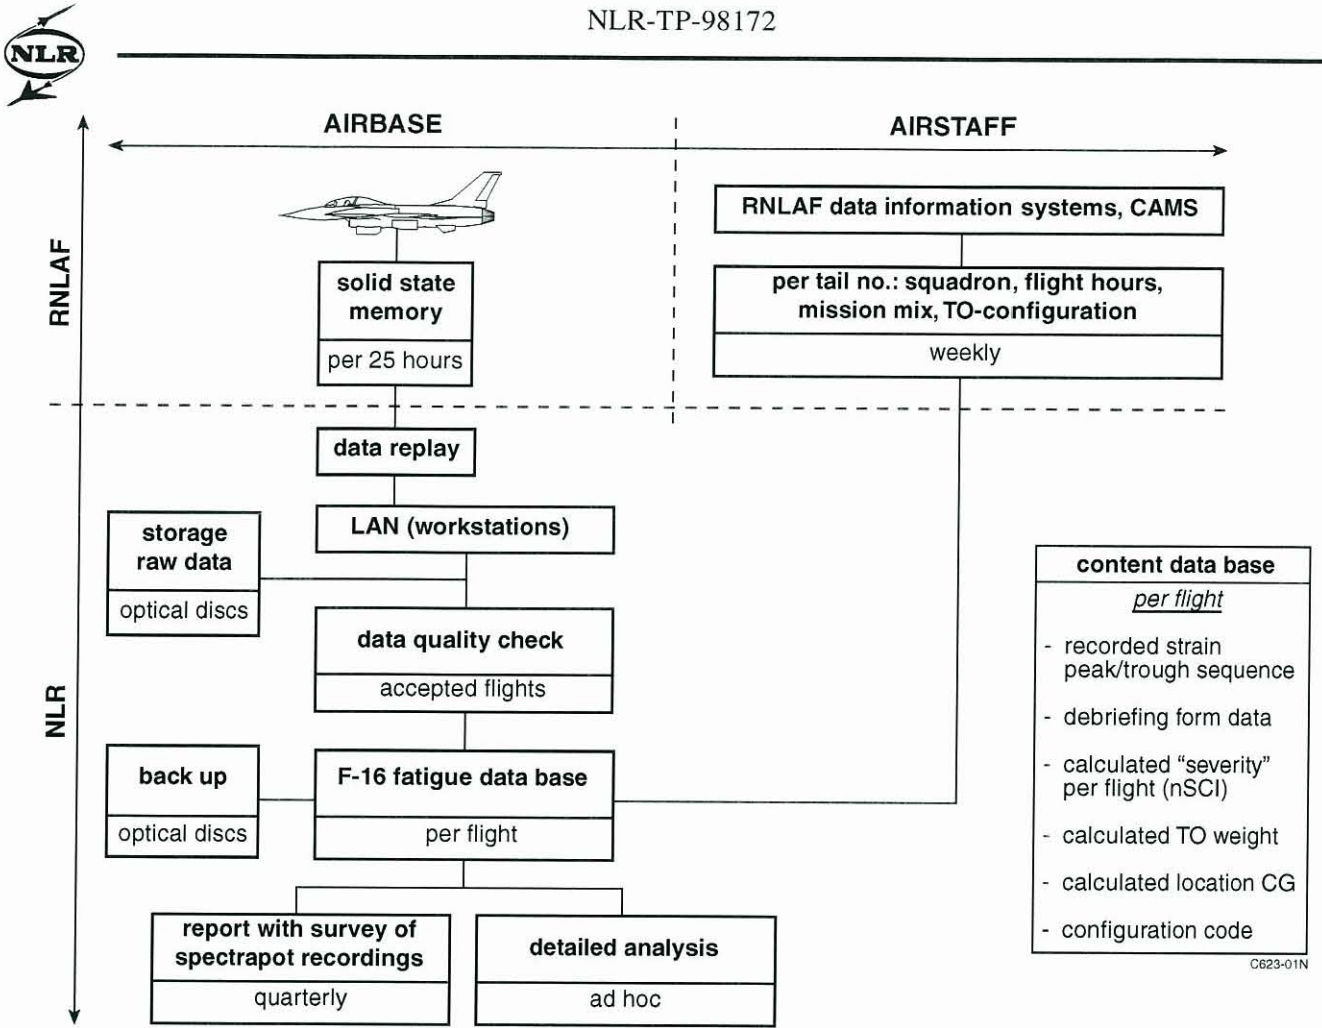 NLR-TP-98172
NLR
AIRBASE
AIRSTAFF
RNLAF
RNLAF data information systems, CAMS
solid state
memory
per 25 hours
per tail no.: squadron, flight hours,
mission mix, TO-configuration
weekly
data replay
LAN (workstations)
storage
raw data
optical discs
data quality check
accepted flights
NLR
back up
optical discs
F-16 fatigue data base
per flight
report with survey of
spectrapot recordings
quarterly
detailed analysis
ad hoc
content data base
per flight
- recorded strain
peak/trough sequence
- debriefing form data
- calculated “severity”
per flight (nSCI)
- calculated TO weight
- calculated location CG
- configuration code
C623-01N